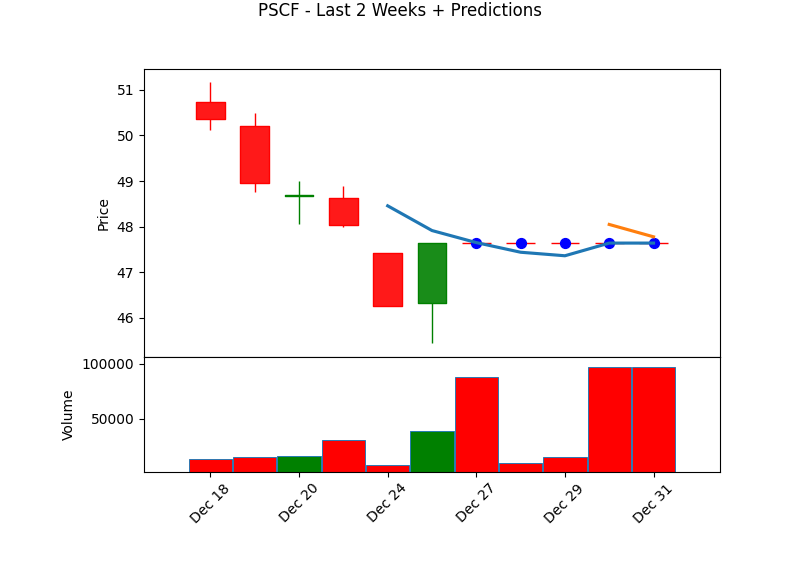 PSCF - Last 2 Weeks + Predictions
51
50
49
48
47
46
Price
100000
50000
Volume
Dec 18
Dec 20
Dec 24
Dec 27
Dec 29
Dec 31